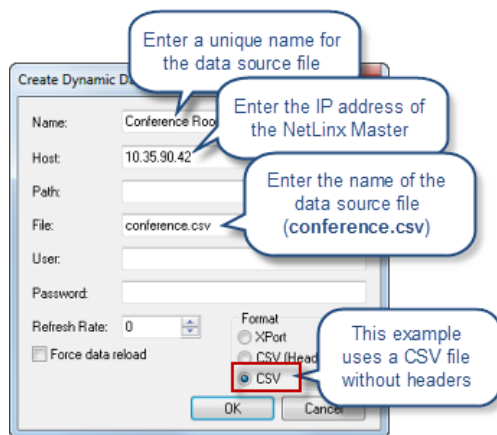 Enter a unique name for
the data source file
Create Dynamic D
Enter the IP address of
the NetLinx Master
Name: Conference Roo
Host: 10.35.90.42
Enter the name of the
data source file
(conference.csv)
Path:
File: conference.csv
User:
Password:
Refresh Rate: 0
Format
XPort
Force data reload
CSV (Head
CSV
This example
uses a CSV file
without headers
OK
Cancel